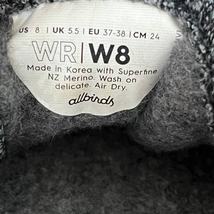 US 8 | UK 5.5 | EU 37-38 | CM 24
WR|W8
Made in Korea with Superfine
NZ Merino. Wash on
delicate. Air Dry.
allbirds